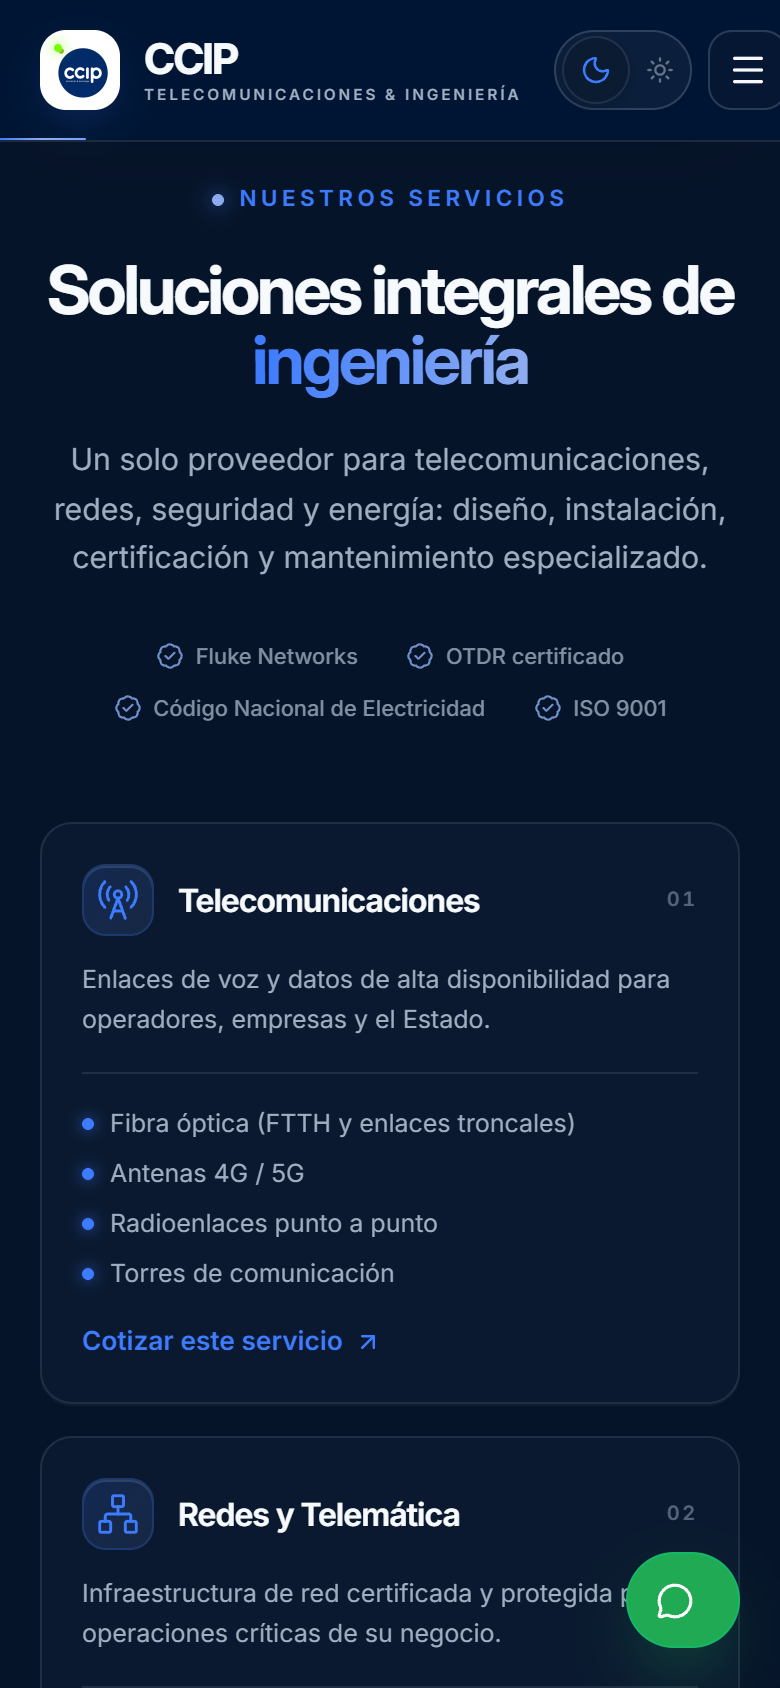 ccip
CCIP
TELECOMUNICACIONES & INGENIERÍA
NUESTROS SERVICIOS
Soluciones integrales de
ingeniería
Un solo proveedor para telecomunicaciones,
redes, seguridad y energía: diseño, instalación,
certificación y mantenimiento especializado.
Fluke Networks
OTDR certificado
Código Nacional de Electricidad
ISO 9001
Telecomunicaciones
01
Enlaces de voz y datos de alta disponibilidad para
operadores, empresas y el Estado.
Fibra óptica (FTTH y enlaces troncales)
Antenas 4G / 5G
Radioenlaces punto a punto
Torres de comunicación
Cotizar este servicio
Redes y Telemática
02
Infraestructura de red certificada y protegida
operaciones críticas de su negocio.